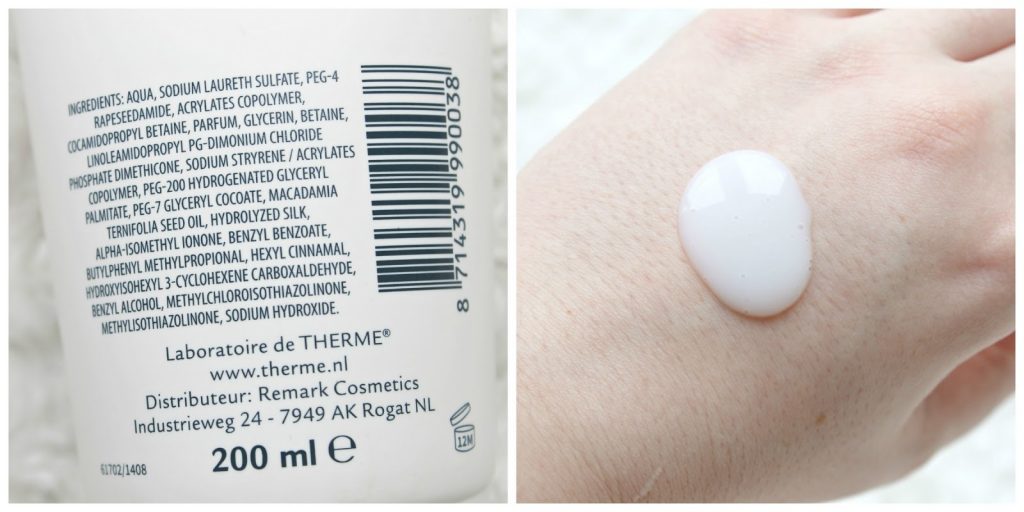 INGREDIENTS: AQUA, SODIUM LAURETH SULFATE, PEG-4
RAPESEEDAMIDE, ACRYLATES COPOLYMER,
COCAMIDOPROPYL BETAINE, PARFUM, GLYCERIN, BETAINE,
LINOLEAMIDOPROPYL PG-DIMONIUM CHLORIDE
PHOSPHATE DIMETHICONE, SODIUM STRYRENE / ACRYLATES
COPOLYMER, PEG-200 HYDROGENATED GLYCERYL
PALMITATE, PEG-7 GLYCERYL COCOATE, MACADAMIA
TERNIFOLIA SEED OIL, HYDROLYZED SILK,
ALPHA-ISOMETHYL IONONE, BENZYL BENZOATE,
BUTYLPHENYL METHYLPROPIONAL, HEXYL CINNAMAL,
HYDROXYISOHEXYL 3-CYCLOHEXENE CARBOXALDEHYDE,
BENZYL ALCOHOL, METHYLCHLOROISOTHIAZOLINONE,
METHYLISOTHIAZOLINONE, SODIUM HYDROXIDE.
8 714319 990038
Laboratoire de THERME®
www.therme.nl
Distributeur: Remark Cosmetics
Industrieweg 24 - 7949 AK Rogat NL
12M
61702/1408
200 ml e